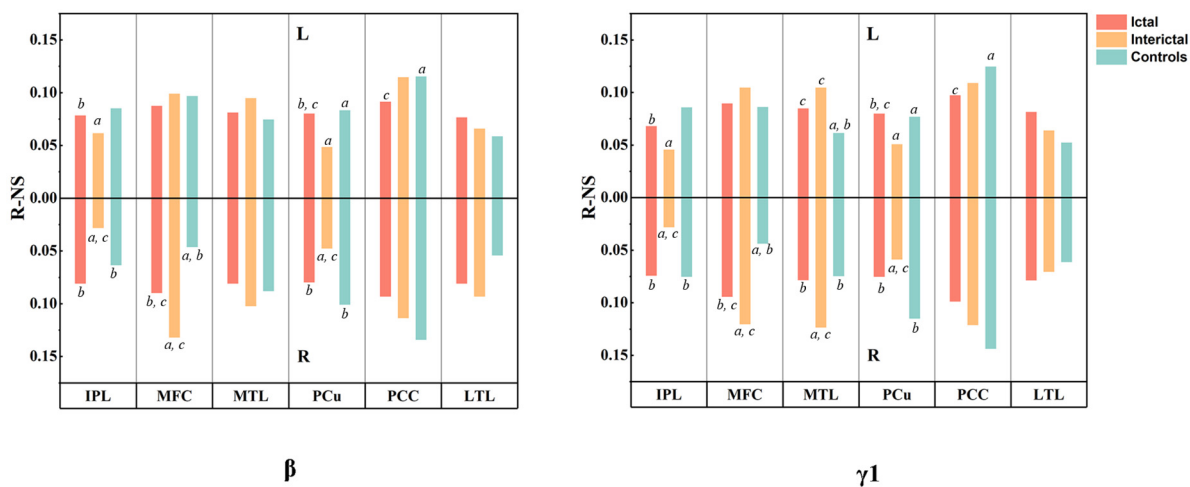 L
L
Ictal
Interictal
Controls
0.15
0.10
0.05
0.00
0.05
0.10
0.15
R-NS
b
a
a, c
b
b
b, c
a, c
a, b
b, c
a
a
a, c
b
b
c
a
R
IPL
MFC
MTL
PCu
PCC
LTL
β
0.15
0.10
0.05
0.00
0.05
0.10
0.15
R-NS
b
a
a, c
b
b
b, c
a, c
a, b
c
c
a, b
b
a, c
b
b, c
a
a
b
a, c
b
c
a
R
IPL
MFC
MTL
PCu
PCC
LTL
γ1